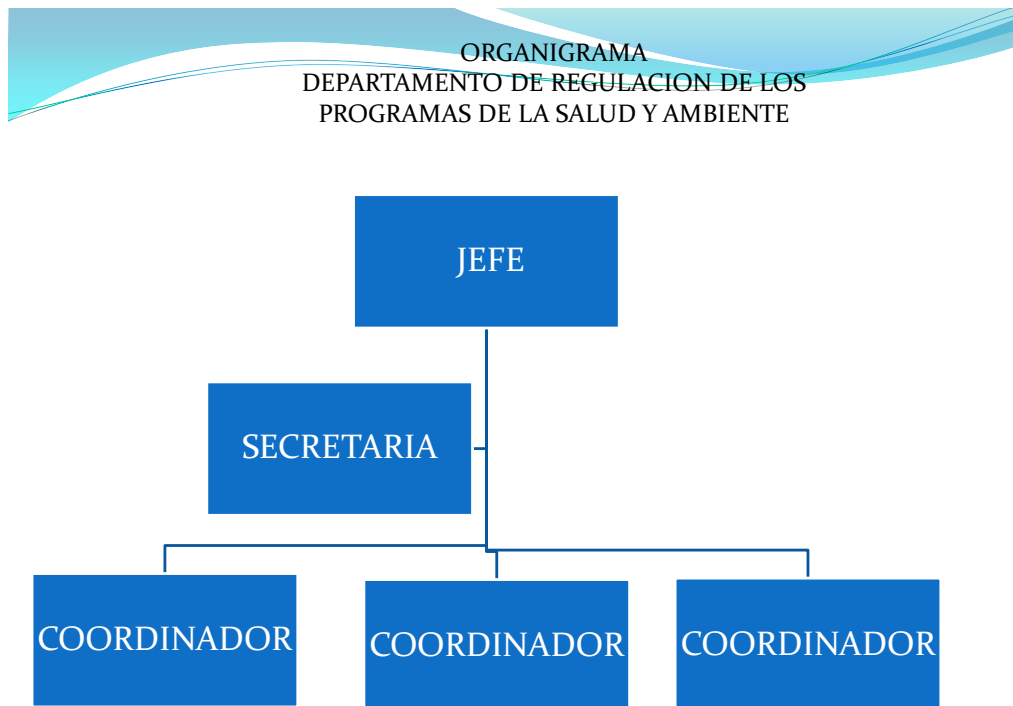 ORGANIGRAMA
DEPARTAMENTO DE REGULACION DE LOS
PROGRAMAS DE LA SALUD Y AMBIENTE
JEFE
SECRETARIA
COORDINADOR
COORDINADOR
COORDINADOR